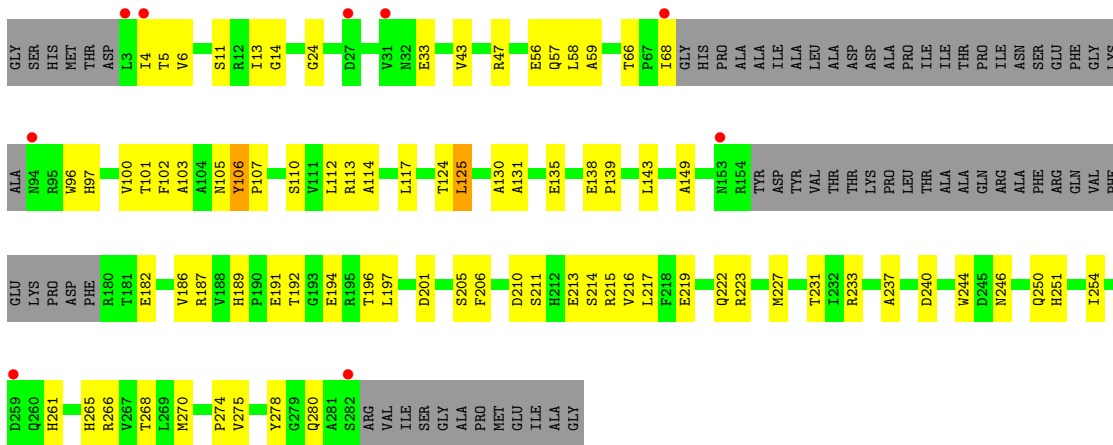 GLY SER HIS MET THR ASP L3 I4 T5 V6 S11 R12 I13 G14 G24 D27 V31 N32 E33 V43 R47 E56 Q57 L58 A59 T66 P67 I68 GLY HIS PRO ALA ALA ILE ALA LEU ALA ASP ASP ALA PRO ILE ILE THR PRO ILE ASN SER GLU PHE GLY LYS
ALA N94 R95 W96 H97 V100 T101 F102 A103 A104 N105 Y106 P107 S110 V111 L112 R113 A114 L117 T124 L125 A130 A131 E135 E138 P139 L143 A149 N153 R154 TYR ASP TYR VAL THR THR LYS PRO LEU THR ALA ALA GLN ARG ALA PHE ARG GLN VAL PHE
GLU LYS PRO ASP PHE R180 T181 E182 V186 R187 V188 H189 P190 E191 T192 G193 E194 R195 T196 L197 D201 S205 F206 D210 S211 H212 E213 S214 R215 V216 L217 F218 E219 Q222 R223 M227 T231 I232 R233 A237 D240 W244 D245 N246 Q250 H251 I254
D259 Q260 H261 H265 R266 V267 T268 L269 M270 P274 V275 Y278 G279 Q280 A281 S282 ARG VAL ILE SER GLY ALA PRO MET GLU ILE ALA GLY